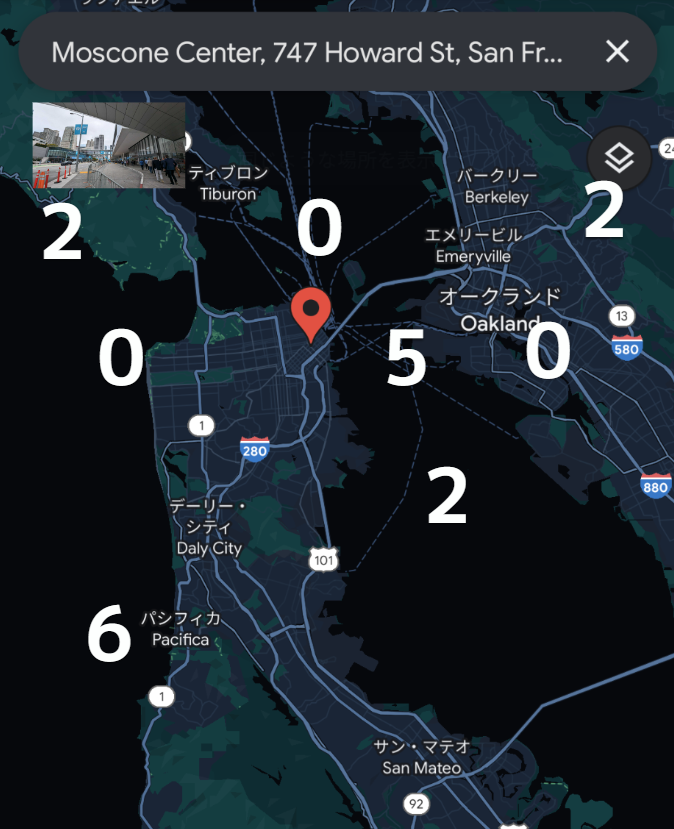 Moscone Center, 747 Howard St, San Fr...
ティブロン
Tiburon
バークリー
Berkeley
2
0
2
エメリービル
Emeryville
オークランド
Oakland
13
580
0
5
0
1
280
2
880
デーリー・
シティ
Daly City
101
6
パシフィカ
Pacifica
1
サン・マテオ
San Mateo
92